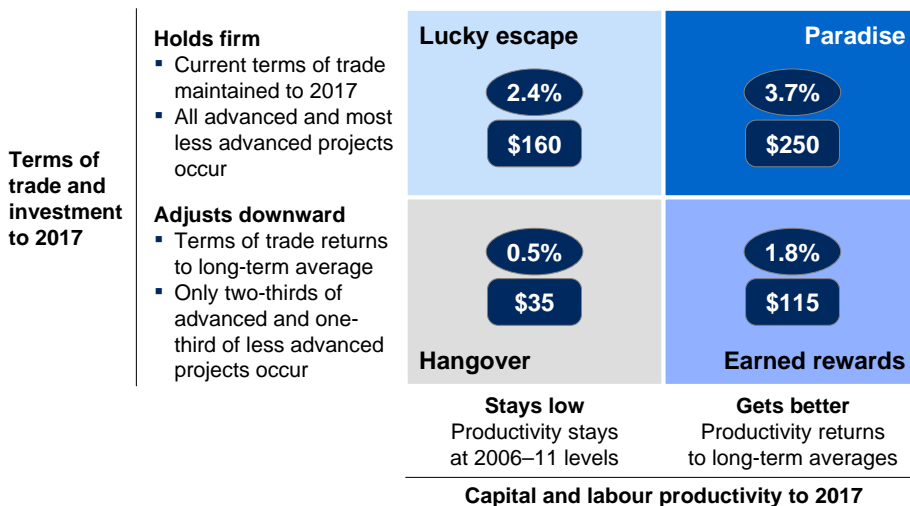 Terms of
trade and
investment
to 2017
Holds firm
▪ Current terms of trade
maintained to 2017
▪ All advanced and most
less advanced projects
occur
Lucky escape
2.4%
$160
Paradise
3.7%
$250
Adjusts downward
▪ Terms of trade returns
to long-term average
▪ Only two-thirds of
advanced and one-
third of less advanced
projects occur
0.5%
$35
Hangover
1.8%
$115
Earned rewards
Stays low
Productivity stays
at 2006–11 levels
Gets better
Productivity returns
to long-term averages
Capital and labour productivity to 2017